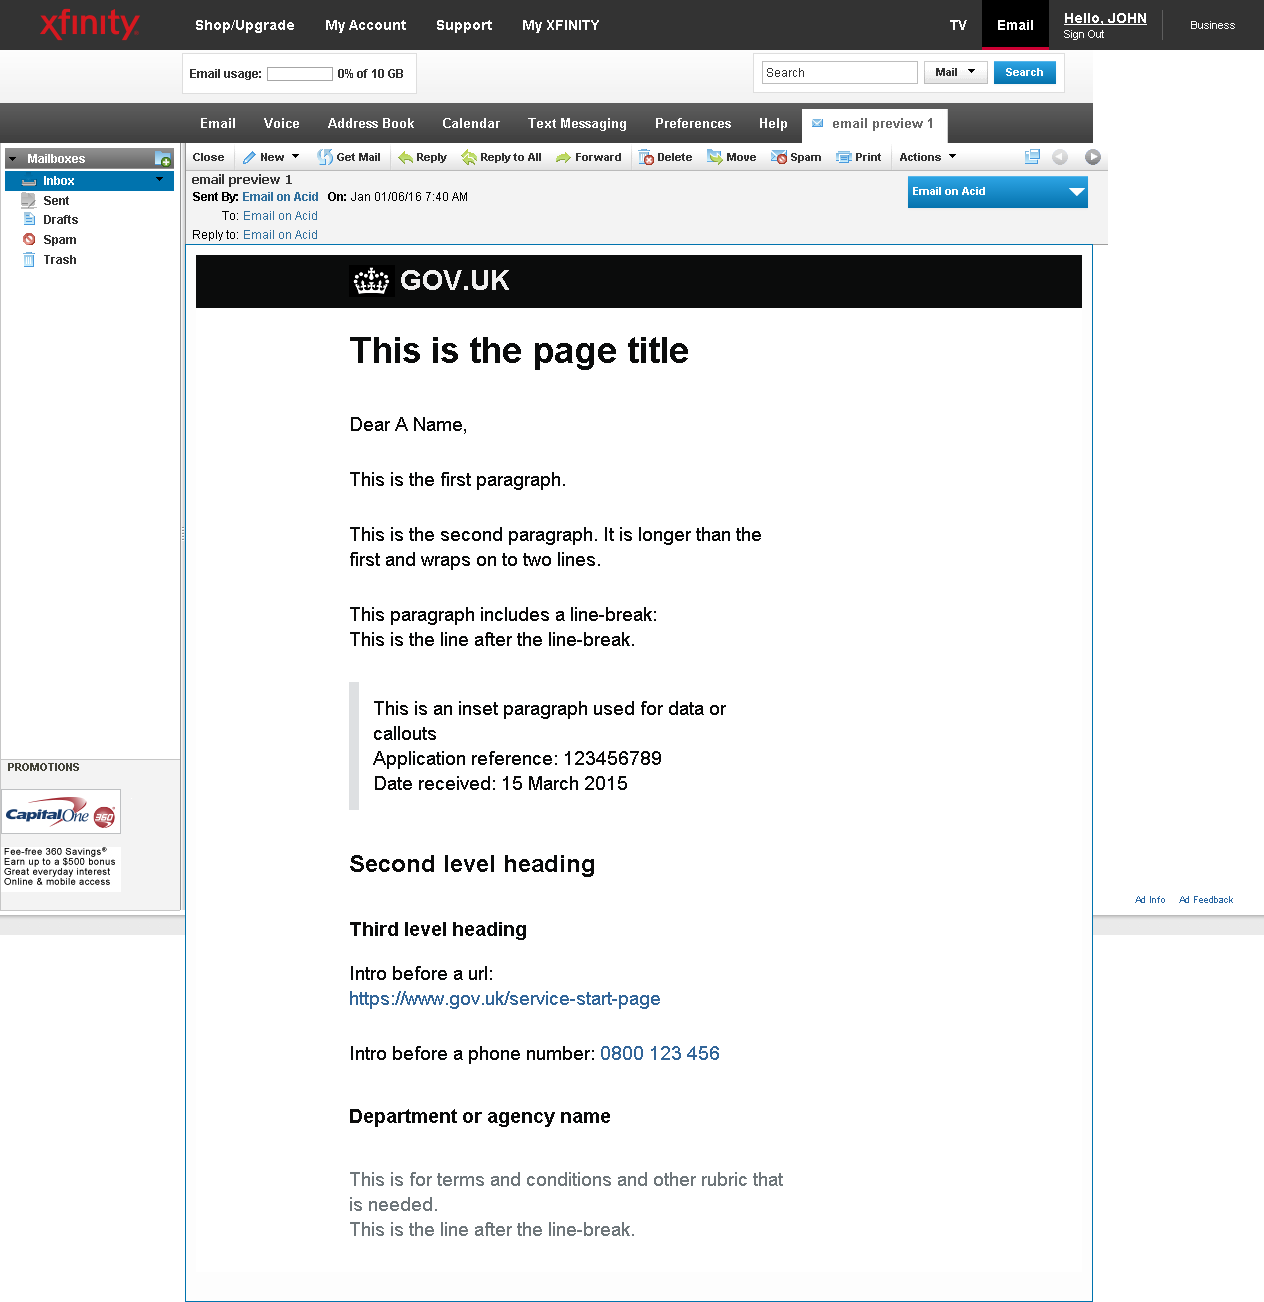 xfinity.
Shop/Upgrade My Account Support My XFINITY TV Email Hello, JOHN Business
Sign Out
Email usage: 0% of 10 GB Search Mail Search
Email Voice Address Book Calendar Text Messaging Preferences Help email preview 1
Mailboxes
Inbox
Sent
Drafts
Spam
Trash
Close New Get Mail Reply Reply to All Forward Delete Move Spam Print Actions
email preview 1
Sent By: Email on Acid On: Jan 01/06/16 7:40 AM
To: Email on Acid
Reply to: Email on Acid
Email on Acid
GOV.UK
This is the page title
Dear A Name,
This is the first paragraph.
This is the second paragraph. It is longer than the
first and wraps on to two lines.
This paragraph includes a line-break:
This is the line after the line-break.
This is an inset paragraph used for data or
callouts
Application reference: 123456789
Date received: 15 March 2015
Second level heading
Third level heading
Intro before a url:
https://www.gov.uk/service-start-page
Intro before a phone number: 0800 123 456
Department or agency name
This is for terms and conditions and other rubric that
is needed.
This is the line after the line-break.
PROMOTIONS
CapitalOne 360
Fee-free 360 Savings®
Earn up to a $500 bonus
Great everyday interest
Online & mobile access
Ad Info Ad Feedback